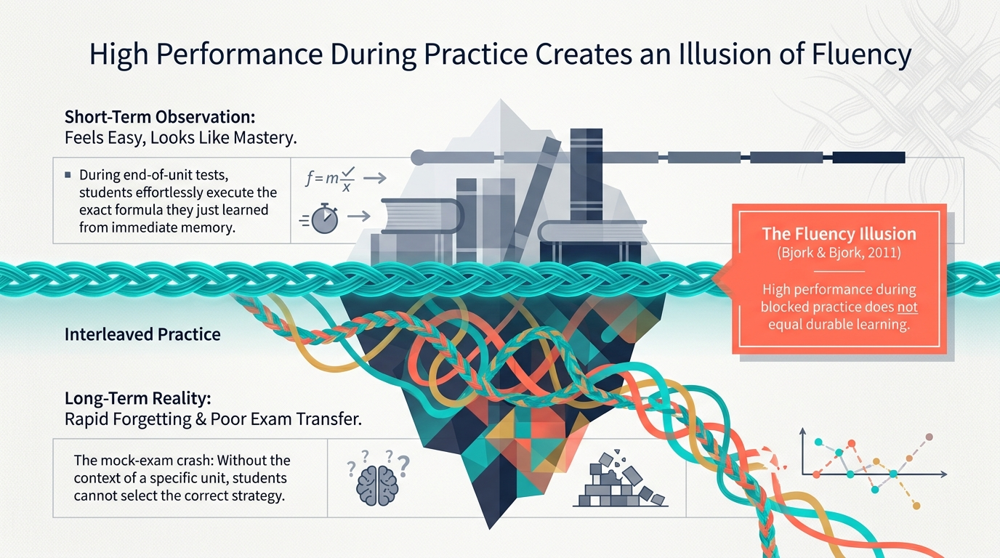 High Performance During Practice Creates an Illusion of Fluency
Short-Term Observation:
Feels Easy, Looks Like Mastery.
During end-of-unit tests,
students effortlessly execute the
exact formula they just learned
from immediate memory.
f=m✓/x
The Fluency Illusion
(Bjork & Bjork, 2011)
High performance during
blocked practice does not
equal durable learning.
Interleaved Practice
Long-Term Reality:
Rapid Forgetting & Poor Exam Transfer.
The mock-exam crash: Without the
context of a specific unit, students
cannot select the correct strategy.
? ? ? ?